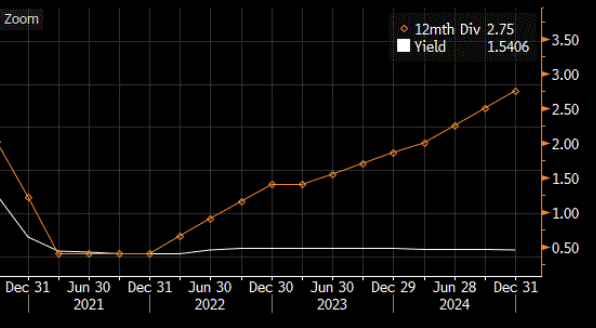 Zoom
12mth Div 2.75
Yield 1.5406
3.50
3.00
2.50
2.00
1.50
1.00
0.50
Dec 31 Jun 30 Dec 31 Jun 30 Dec 30 Jun 30 Dec 29 Jun 28 Dec 31
2021 2022 2023 2024